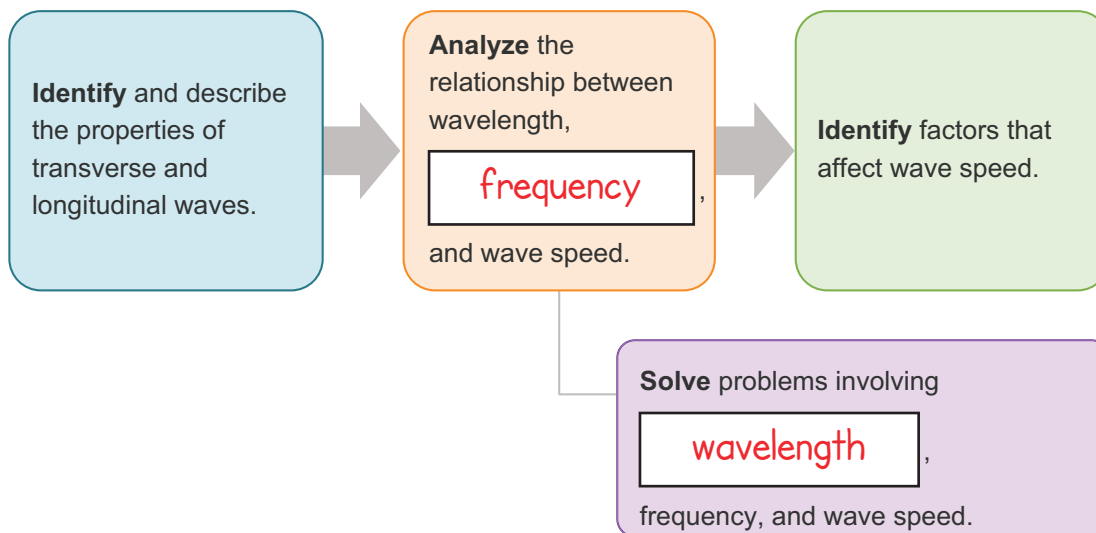 Identify and describe
the properties of
transverse and
longitudinal waves.
Analyze the
relationship between
wavelength,
frequency,
and wave speed.
Identify factors that
affect wave speed.
Solve problems involving
wavelength,
frequency, and wave speed.